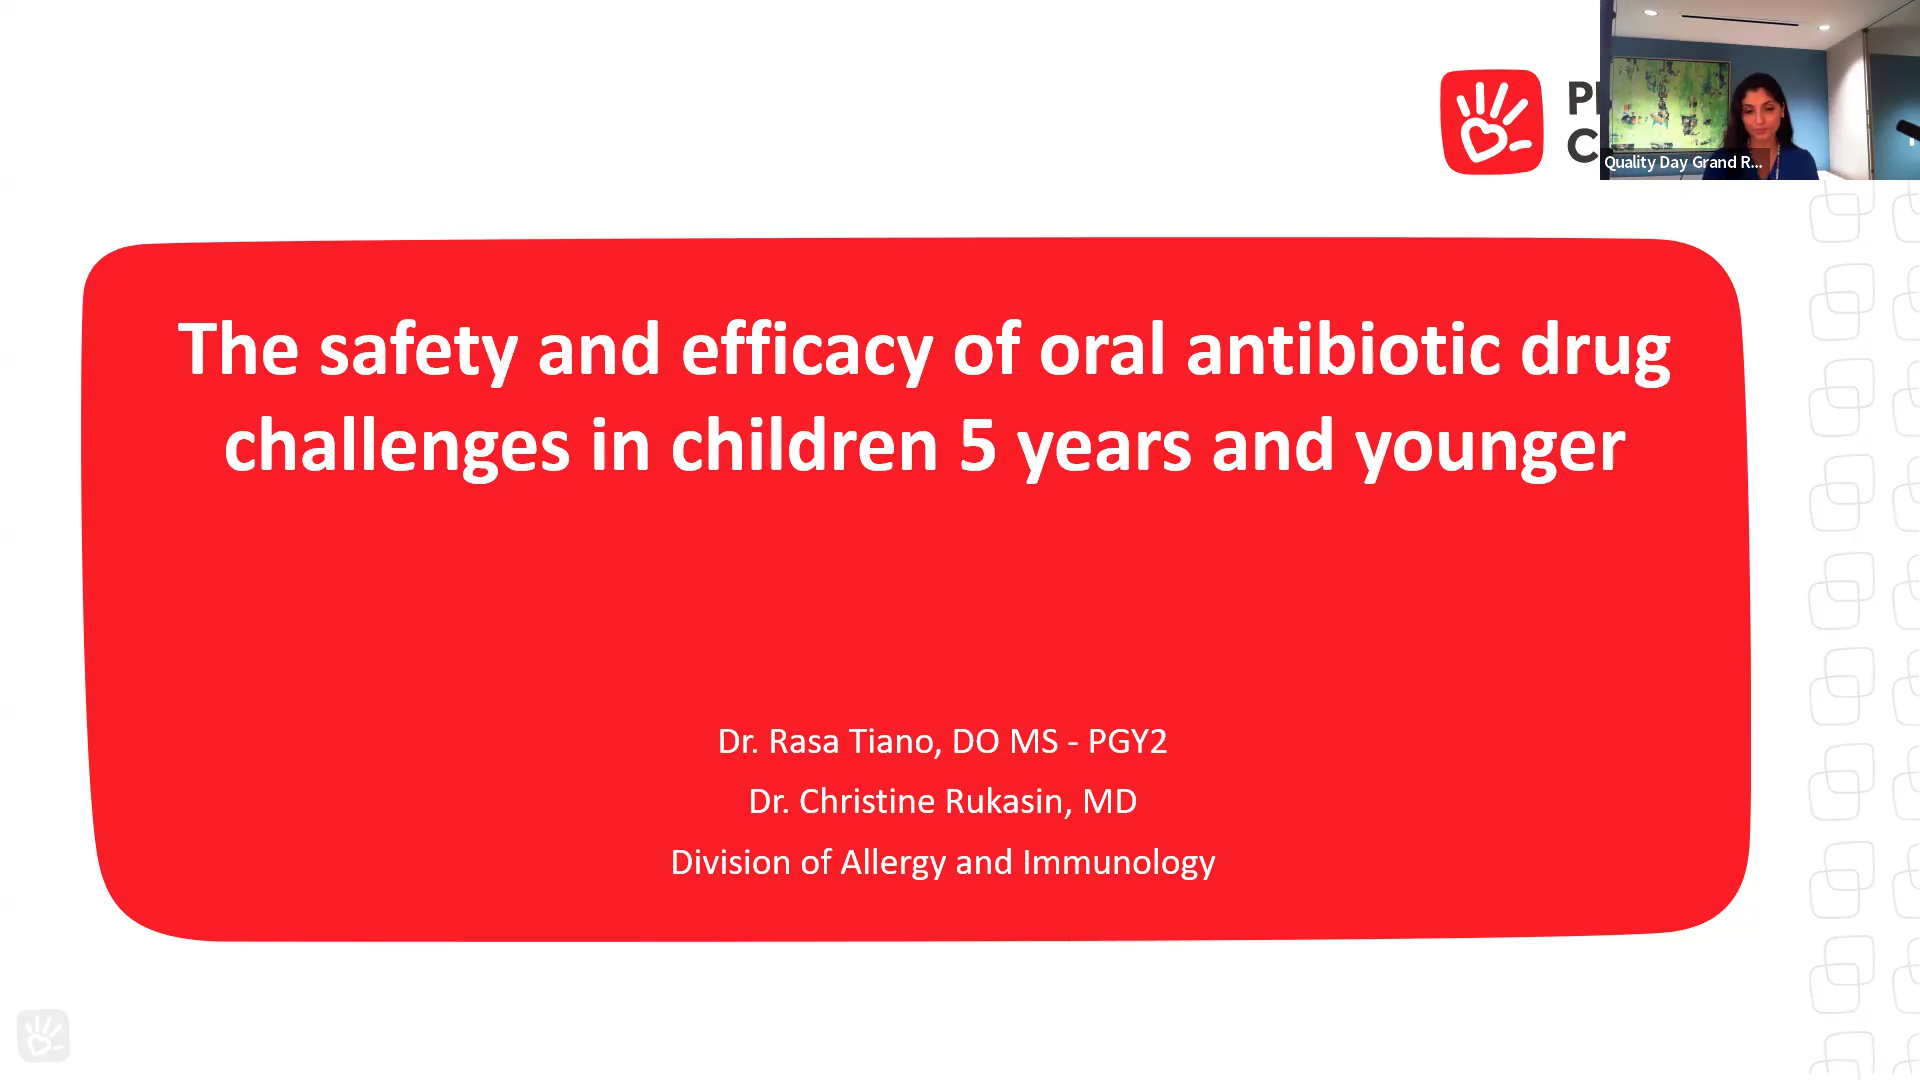 Quality Day Grand R...
The safety and efficacy of oral antibiotic drug
challenges in children 5 years and younger
Dr. Rasa Tiano, DO MS - PGY2
Dr. Christine Rukasin, MD
Division of Allergy and Immunology